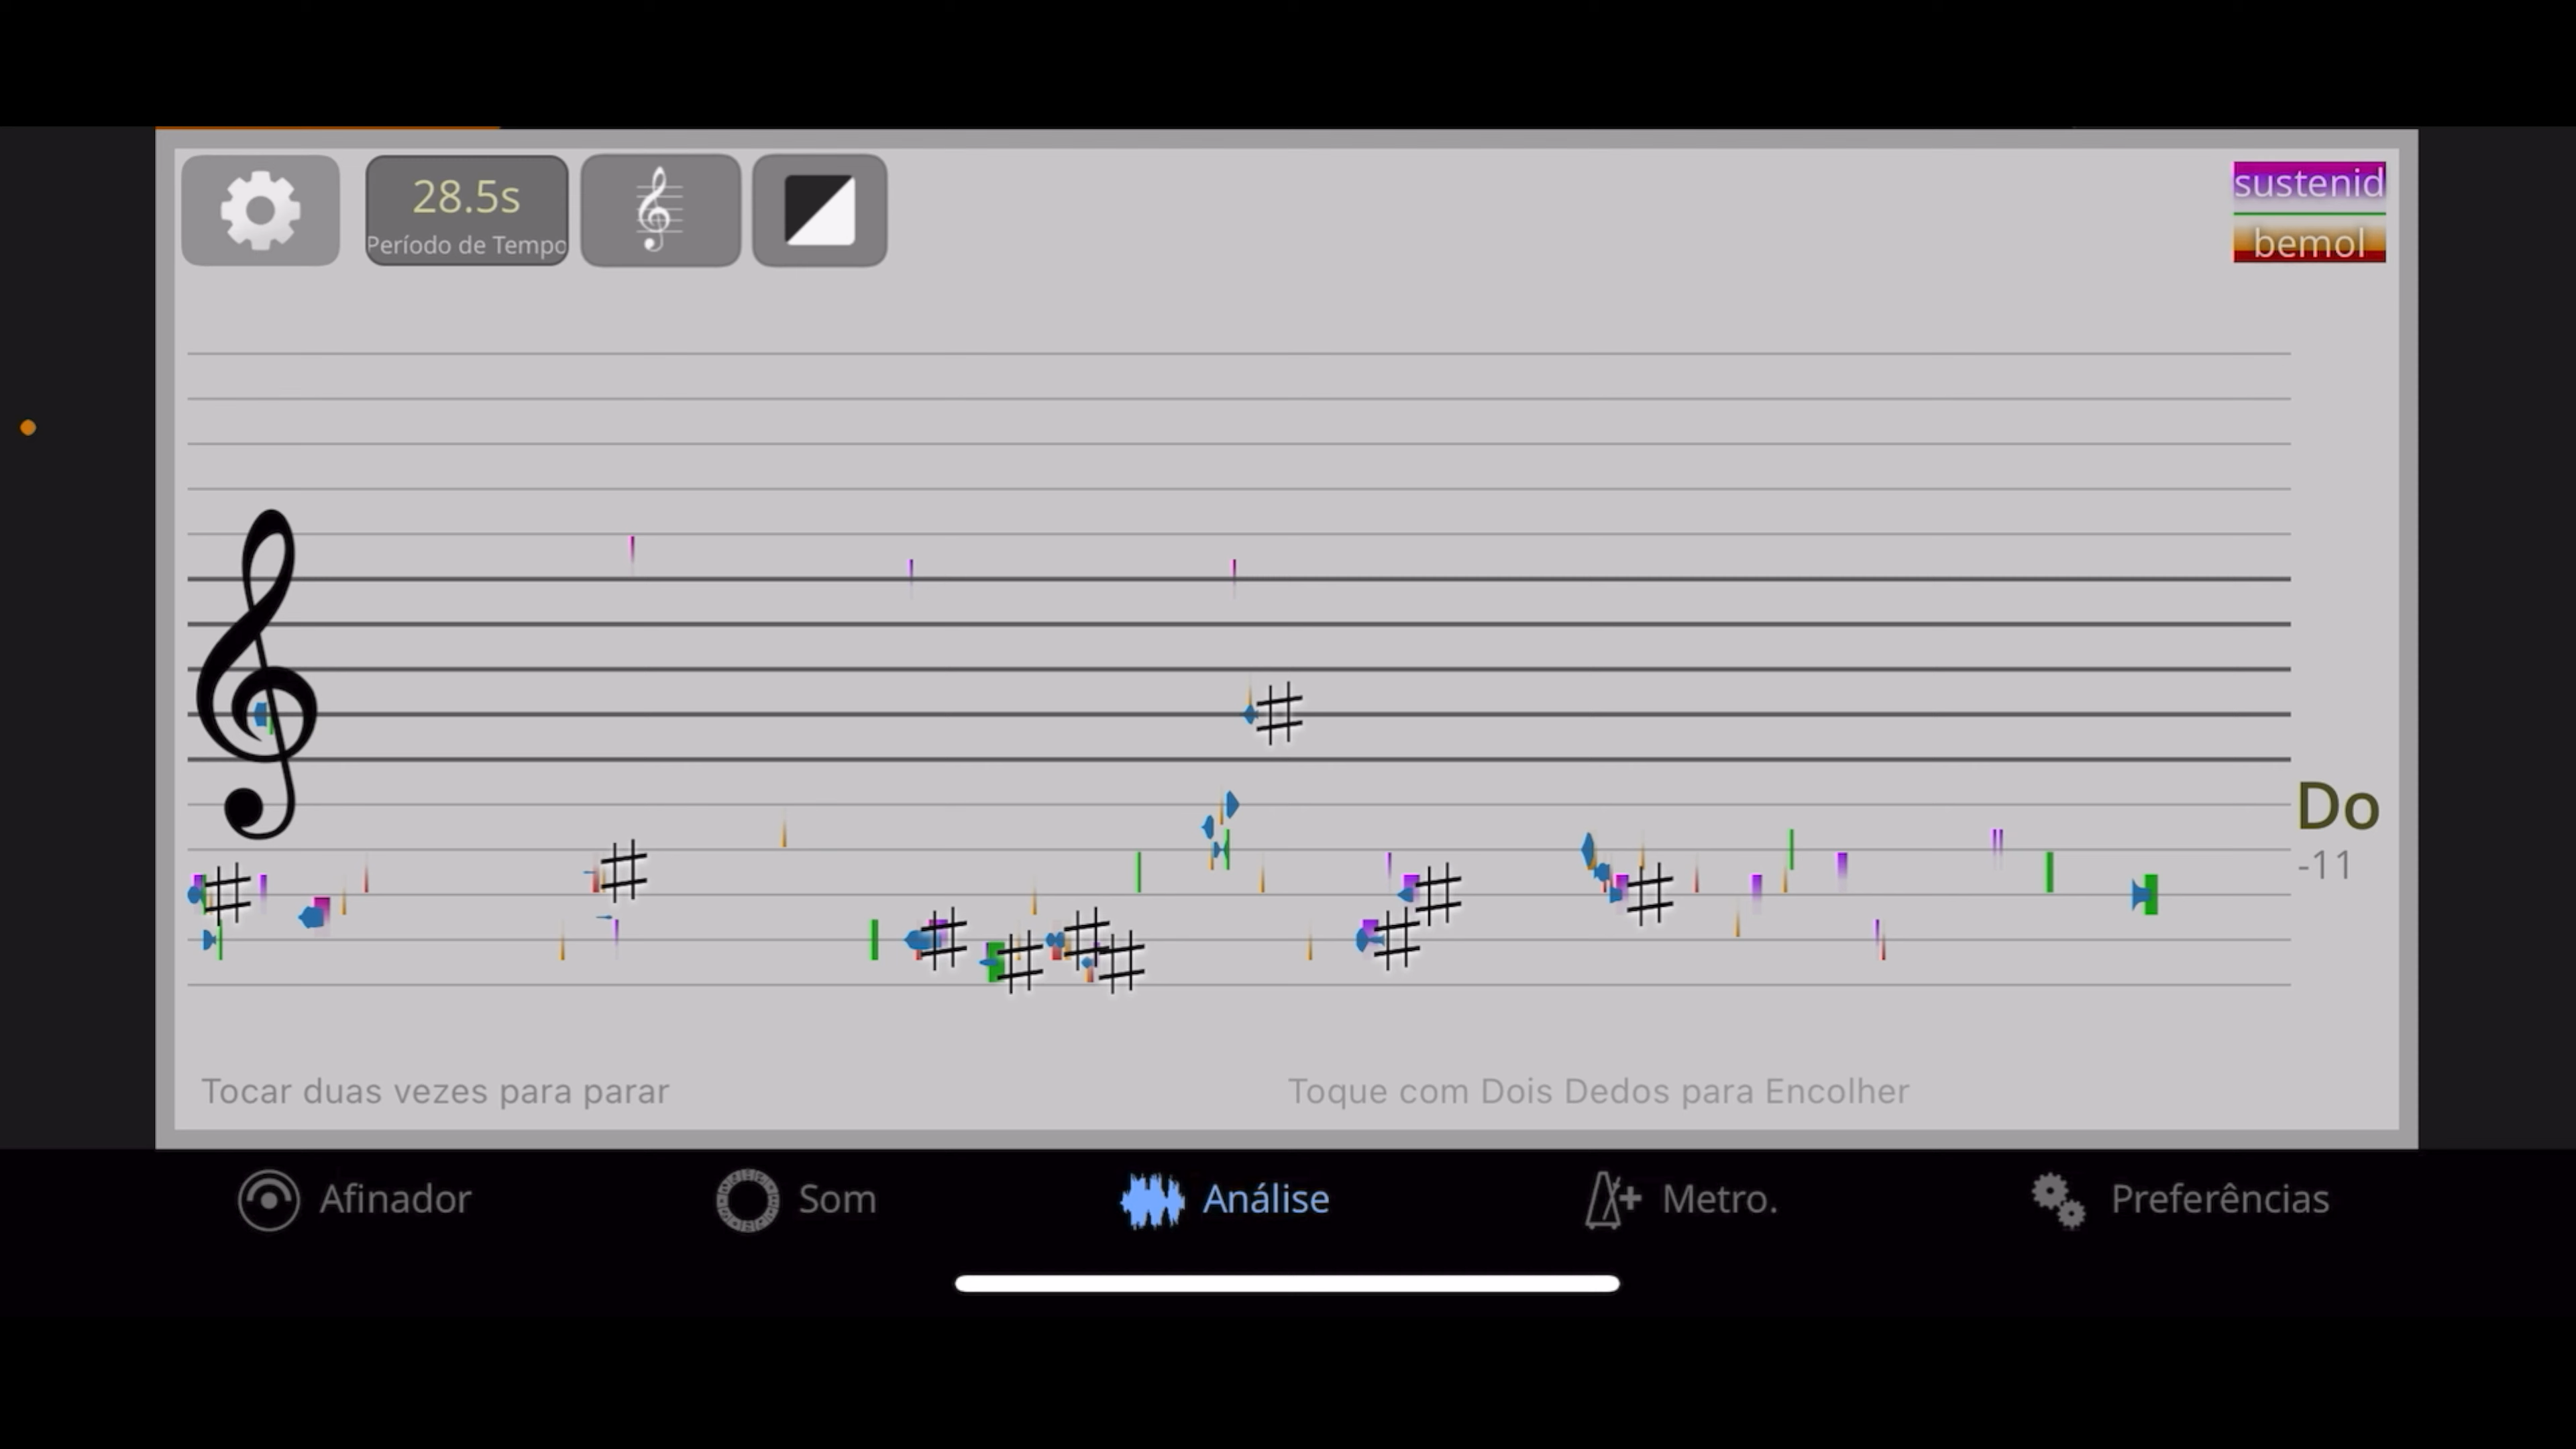 28.5s
Período de Tempo
sustenid
bemol
Do
-11
Tocar duas vezes para parar
Toque com Dois Dedos para Encolher
Afinador
Som
Análise
Metro.
Preferências